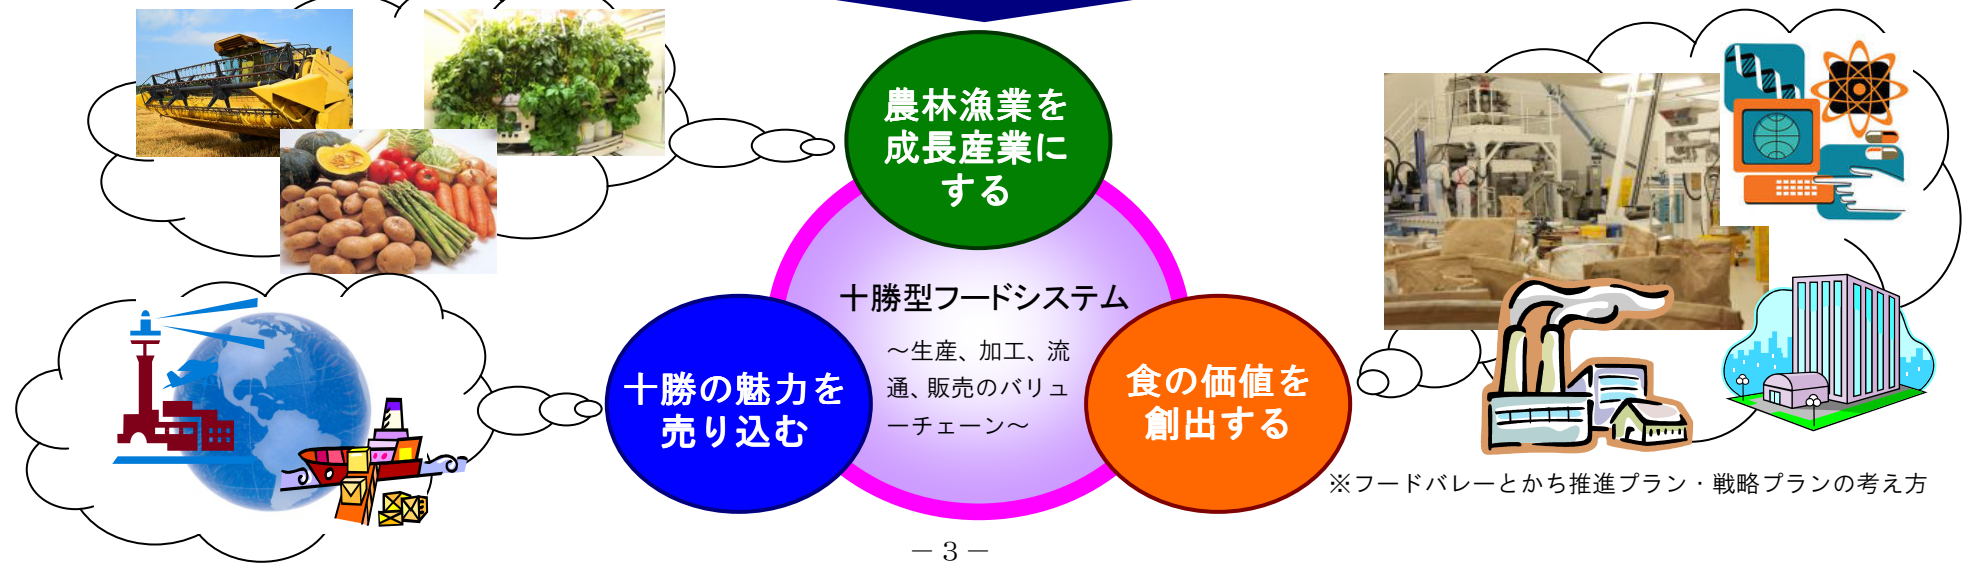 農林漁業を
成長産業に
する
十勝型フードシステム
～生産、加工、流
通、販売のバリュ
ーチェーン～
十勝の魅力を
売り込む
食の価値を
創出する
※フードバレーとかち推進プラン・戦略プランの考え方
－３－